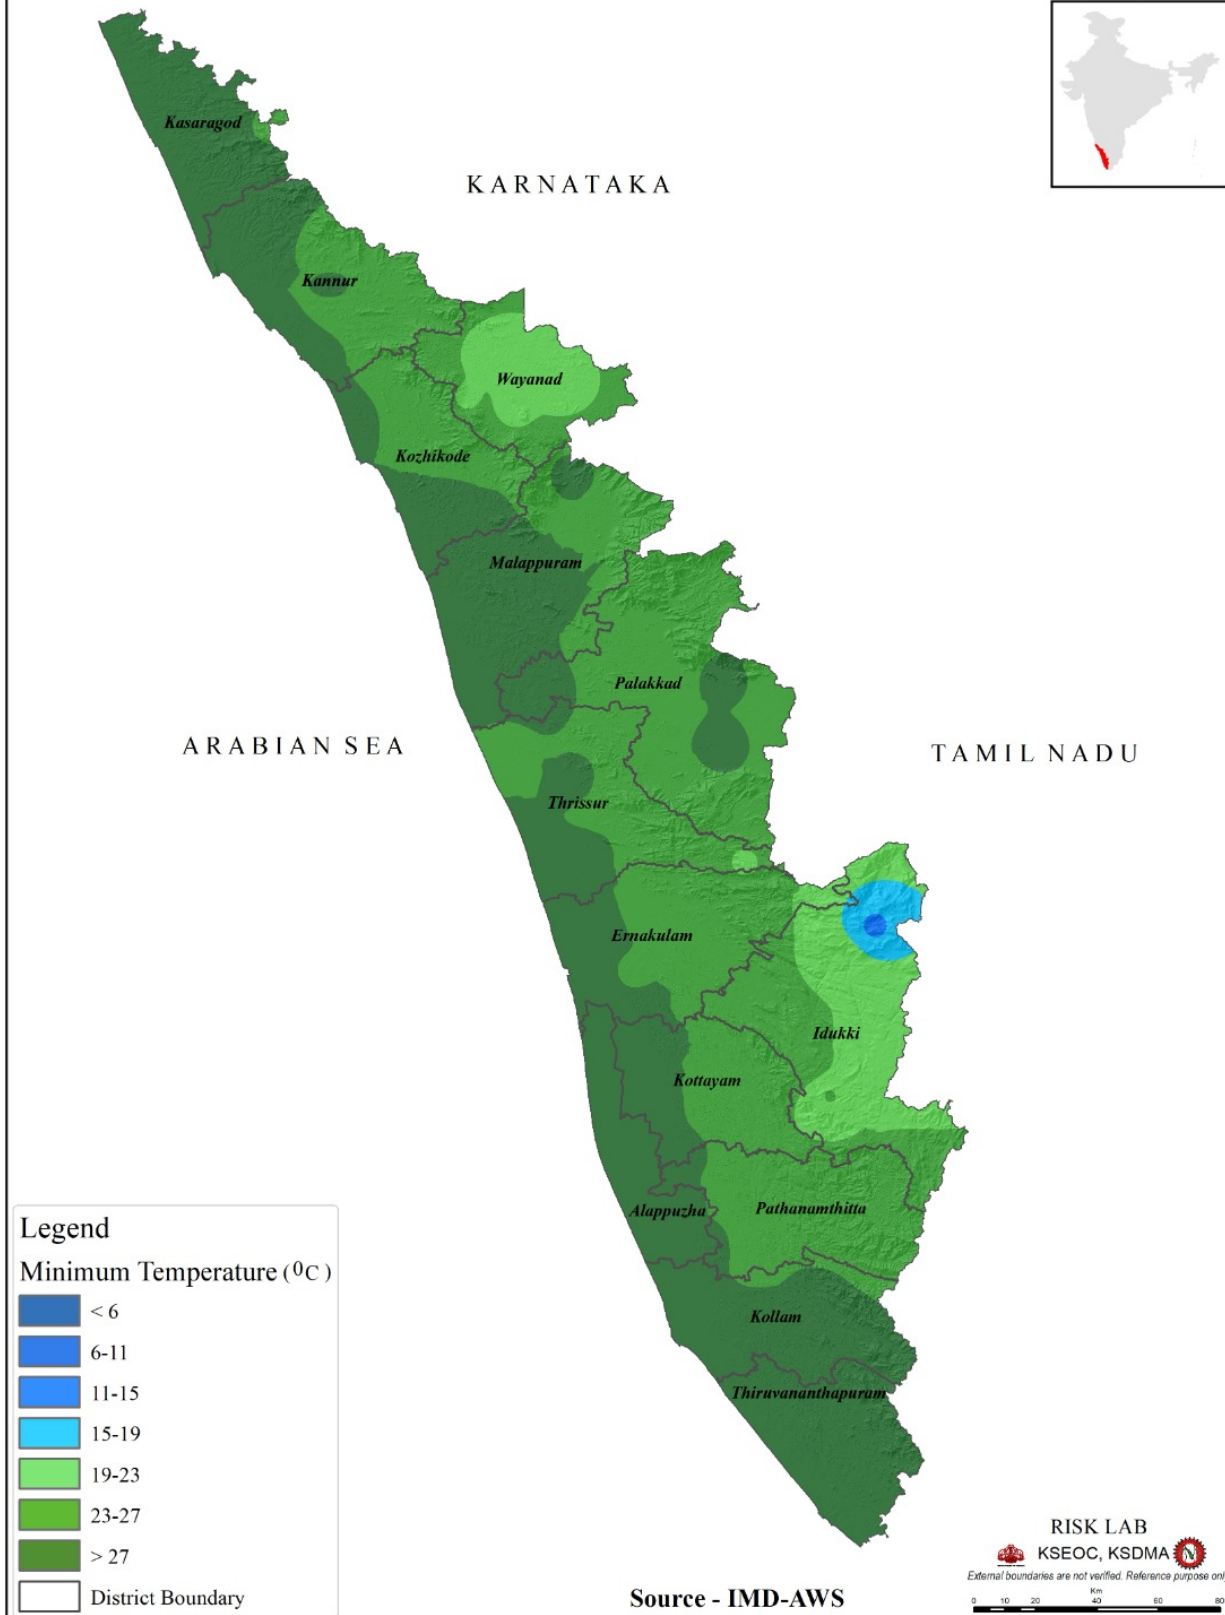 KARNATAKA
Kasaragod
Kannur
Wayanad
Kozhikode
Malappuram
Palakkad
ARABIAN SEA
TAMIL NADU
Thrissur
Ernakulam
Idukki
Kottayam
Alappuzha
Pathanamthitta
Kollam
Thiruvananthapuram
Legend
Minimum Temperature (⁰C )
< 6
6-11
11-15
15-19
19-23
23-27
> 27
District Boundary
Source - IMD-AWS
RISK LAB
KSEOC, KSDMA
N
External boundaries are not verified. Reference purpose only
Km
0 10 20 40 60 80